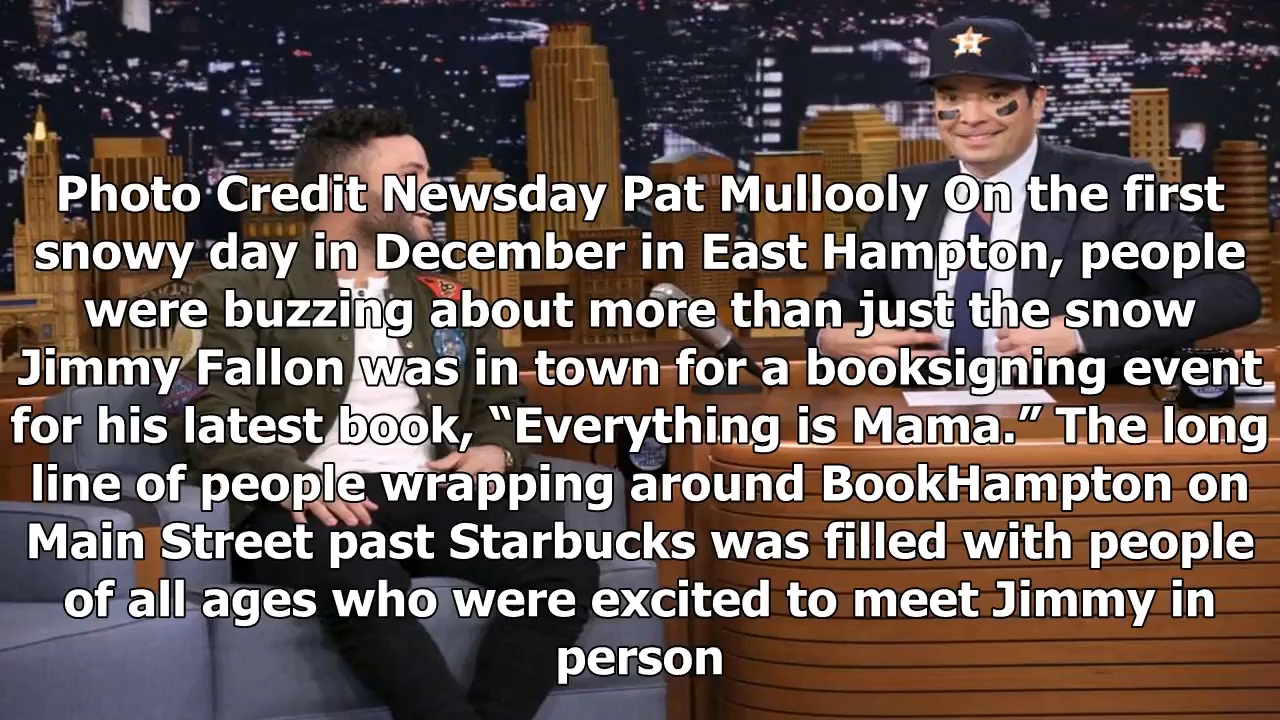 Photo Credit Newsday Pat Mullooly On the first
snowy day in December in East Hampton, people
were buzzing about more than just the snow
Jimmy Fallon was in town for a booksigning event
for his latest book, “Everything is Mama.” The long
line of people wrapping around BookHampton on
Main Street past Starbucks was filled with people
of all ages who were excited to meet Jimmy in
person